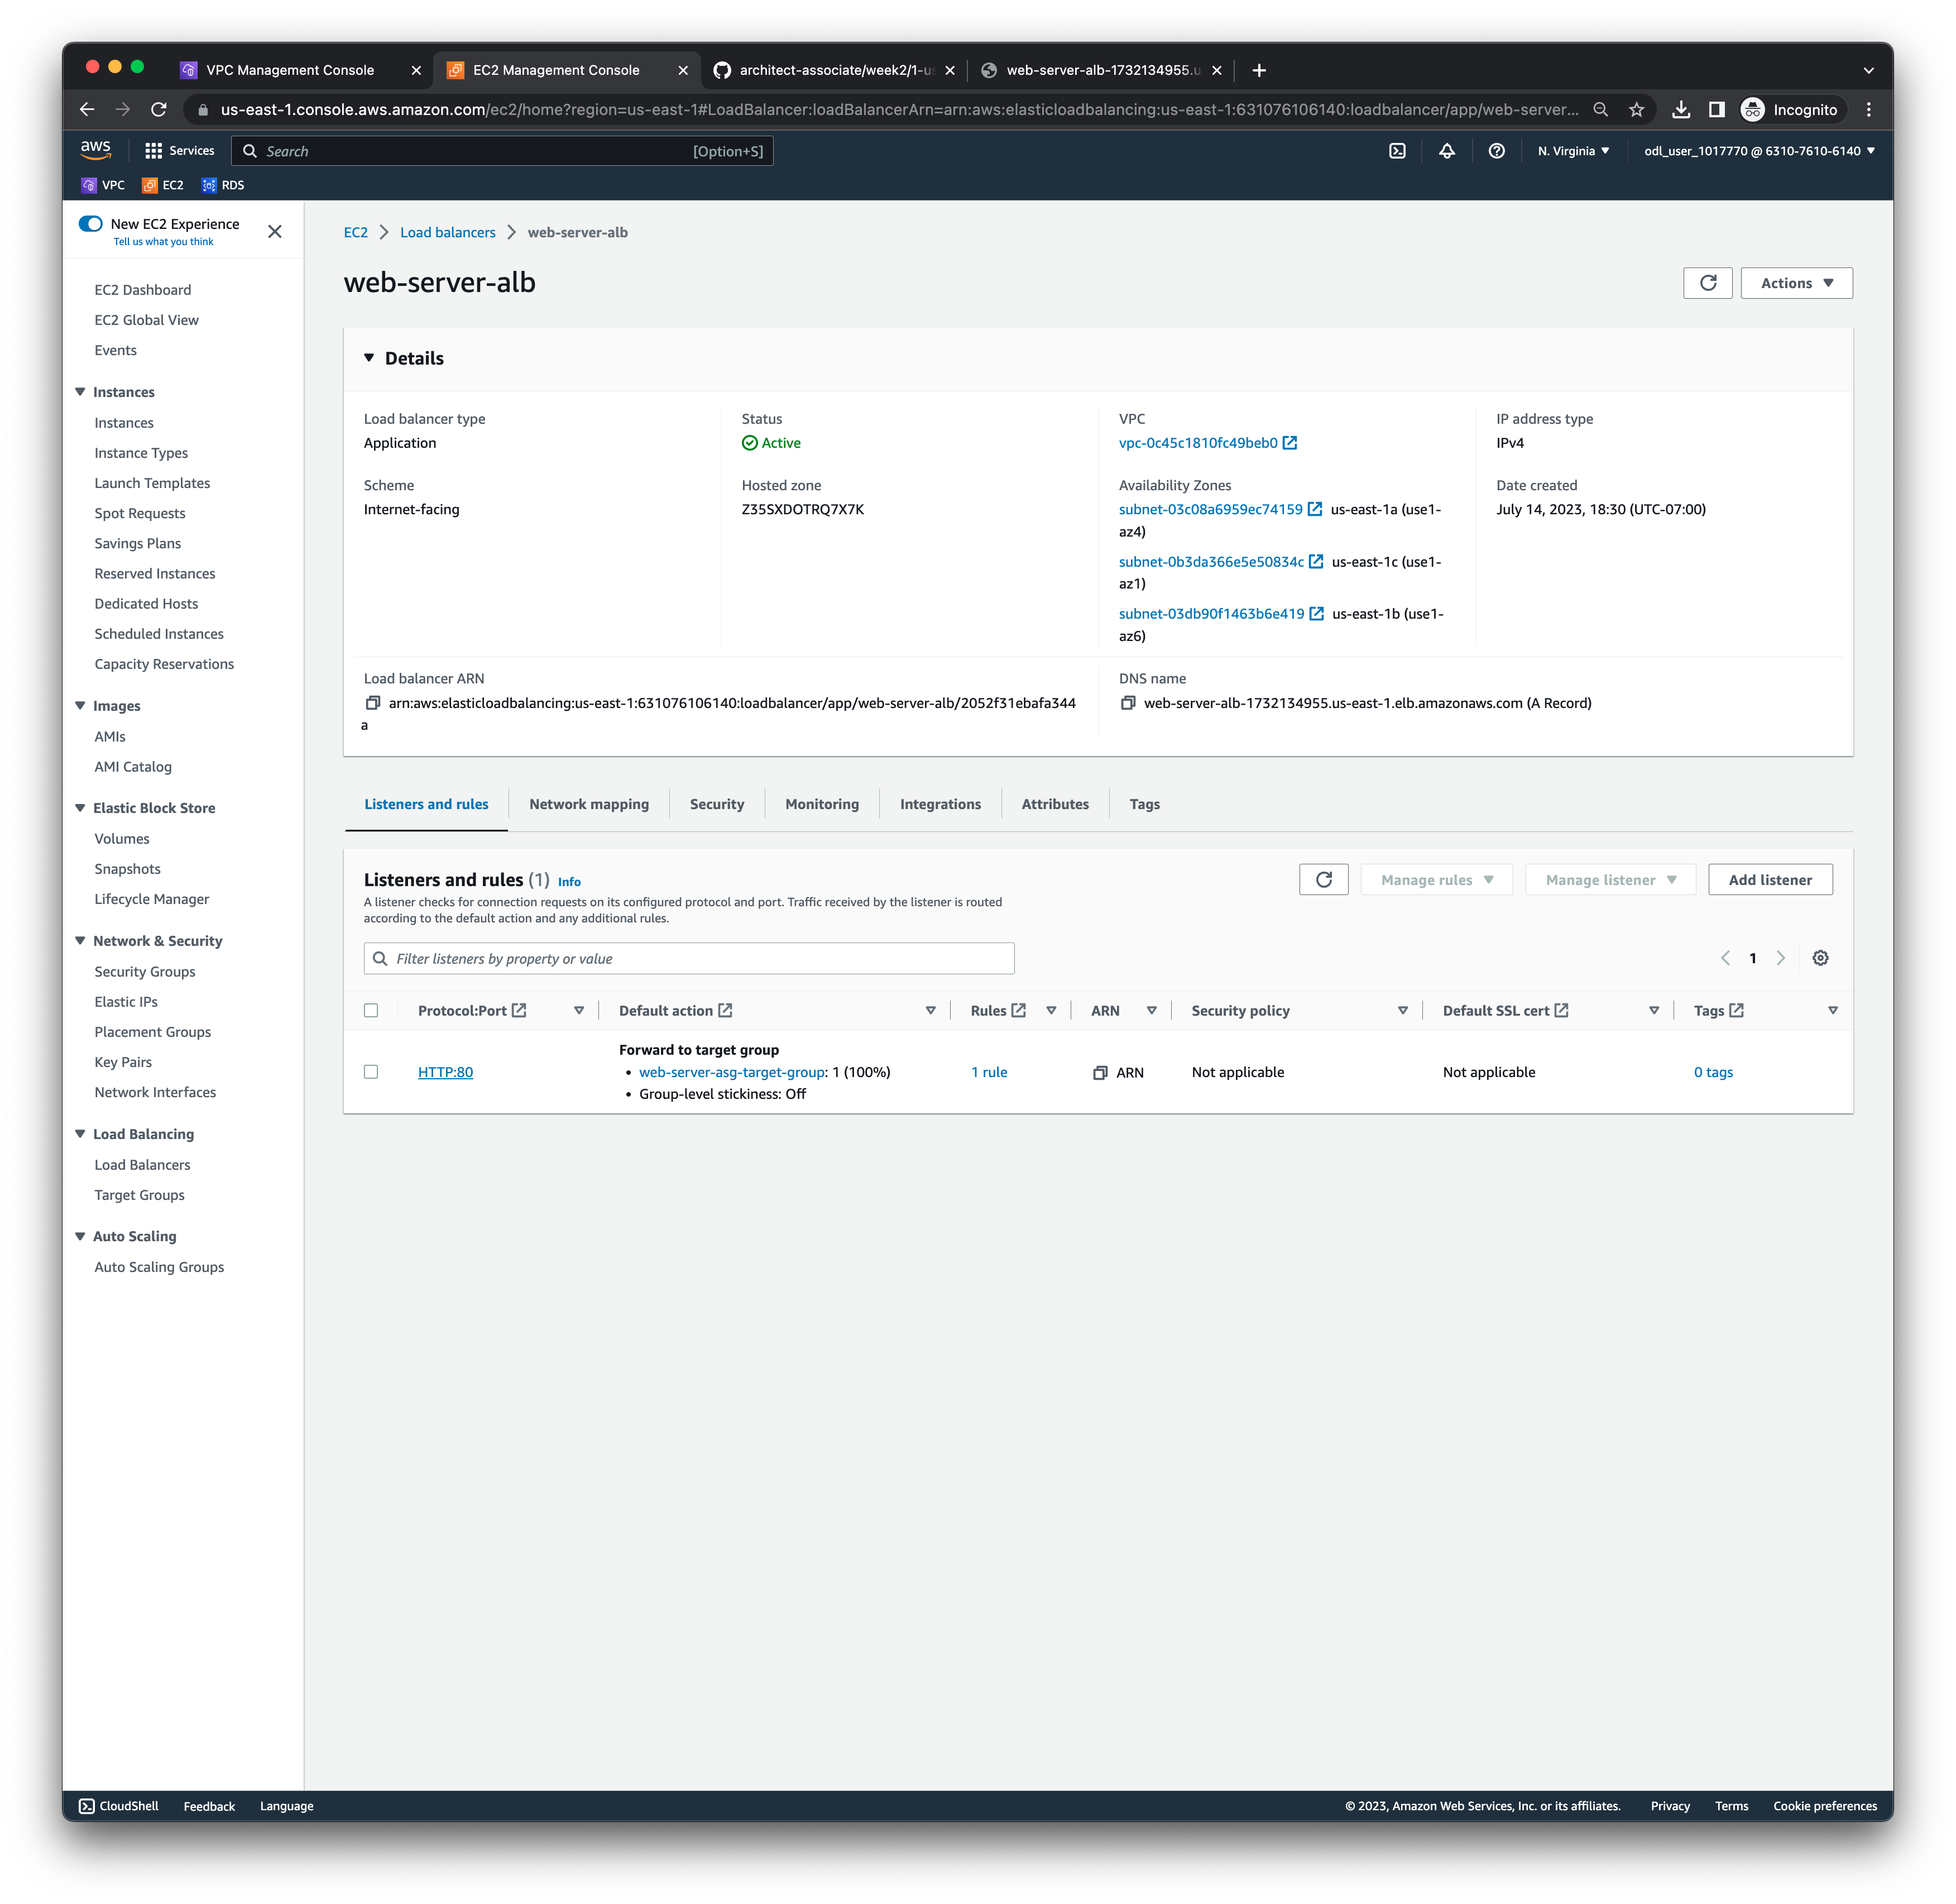 VPC Management Console
EC2 Management Console
architect-associate/week2/1-us
web-server-alb-1732134955.u
us-east-1.console.aws.amazon.com/ec2/home?region=us-east-1#LoadBalancer:loadBalancerArn=arn:aws:elasticloadbalancing:us-east-1:631076106140:loadbalancer/app/web-server...
Incognito
aws
Services
Search
[Option+S]
N. Virginia
odl_user_1017770 @ 6310-7610-6140
VPC
EC2
RDS
New EC2 Experience
Tell us what you think
EC2 Dashboard
EC2 Global View
Events
Instances
Instances
Instance Types
Launch Templates
Spot Requests
Savings Plans
Reserved Instances
Dedicated Hosts
Scheduled Instances
Capacity Reservations
Images
AMIs
AMI Catalog
Elastic Block Store
Volumes
Snapshots
Lifecycle Manager
Network & Security
Security Groups
Elastic IPs
Placement Groups
Key Pairs
Network Interfaces
Load Balancing
Load Balancers
Target Groups
Auto Scaling
Auto Scaling Groups
EC2 > Load balancers > web-server-alb
web-server-alb
Actions
Details
Load balancer type
Application
Status
Active
VPC
vpc-0c45c1810fc49beb0
IP address type
IPv4
Scheme
Internet-facing
Hosted zone
Z35SXDOTRQ7X7K
Availability Zones
subnet-03c08a6959ec74159 us-east-1a (use1-
az4)
subnet-0b3da366e5e50834c us-east-1c (use1-
az1)
subnet-03db90f1463b6e419 us-east-1b (use1-
az6)
Date created
July 14, 2023, 18:30 (UTC-07:00)
Load balancer ARN
arn:aws:elasticloadbalancing:us-east-1:631076106140:loadbalancer/app/web-server-alb/2052f31ebafa344
a
DNS name
web-server-alb-1732134955.us-east-1.elb.amazonaws.com (A Record)
Listeners and rules
Network mapping
Security
Monitoring
Integrations
Attributes
Tags
Listeners and rules (1) Info
A listener checks for connection requests on its configured protocol and port. Traffic received by the listener is routed
according to the default action and any additional rules.
Manage rules
Manage listener
Add listener
Filter listeners by property or value
1
Protocol:Port
Default action
Rules
ARN
Security policy
Default SSL cert
Tags
HTTP:80
Forward to target group
• web-server-asg-target-group: 1 (100%)
• Group-level stickiness: Off
1 rule
ARN
Not applicable
Not applicable
0 tags
CloudShell
Feedback
Language
© 2023, Amazon Web Services, Inc. or its affiliates.
Privacy
Terms
Cookie preferences